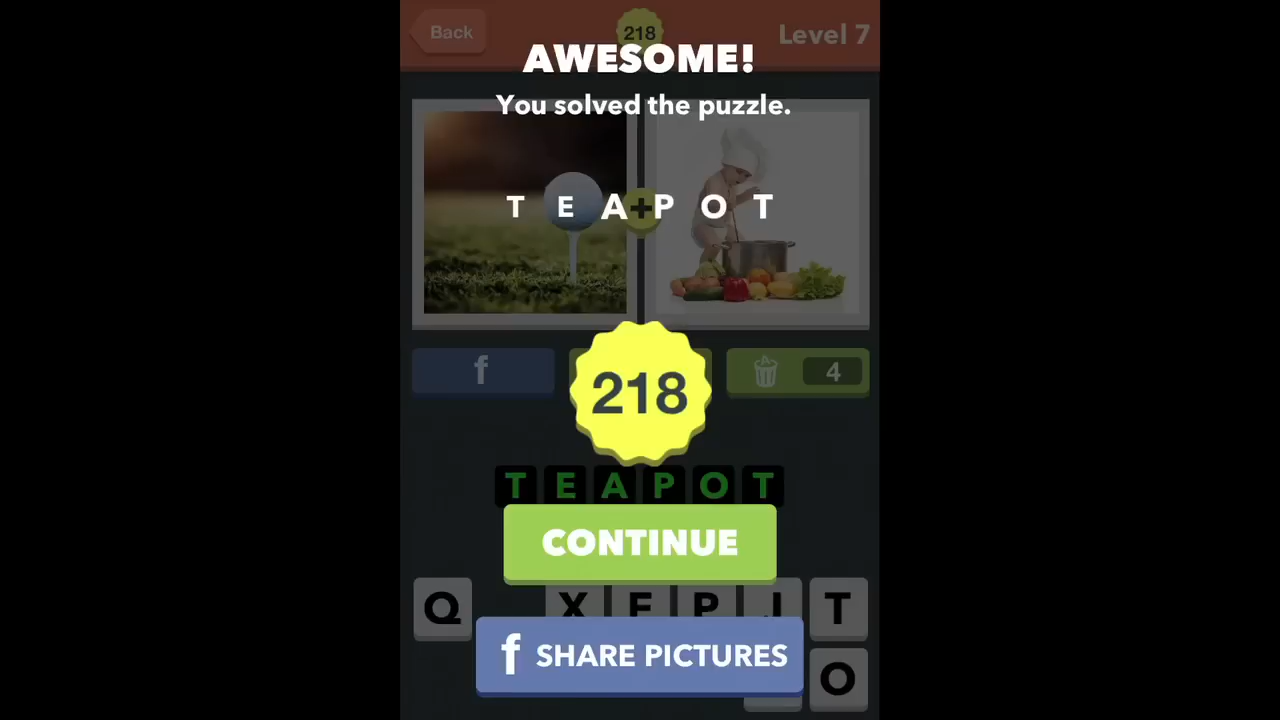 Back
218
Level 7
AWESOME!
You solved the puzzle.
T E A + P O T
218
f
4
T E A P O T
CONTINUE
Q X F P J T
f SHARE PICTURES
O